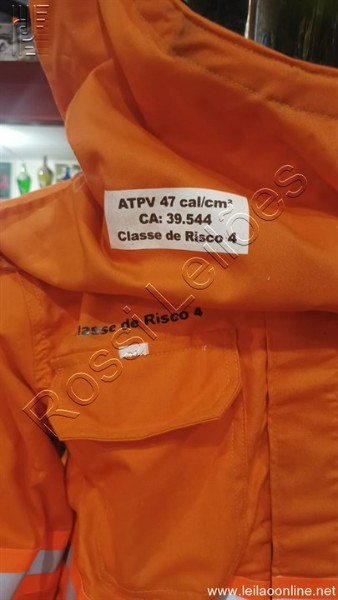 ATPV 47 cal/cm²
CA: 39.544
Classe de Risco 4
lasse de Risco 4
Rossi Leilões
www.leilaoonline.net